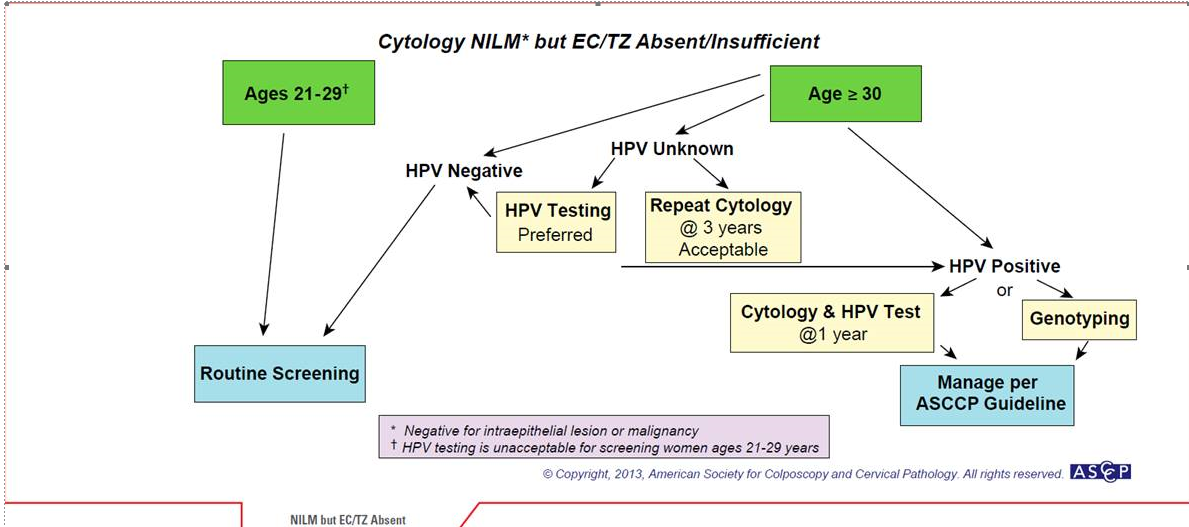 Cytology NILM* but EC/TZ Absent/Insufficient
Ages 21-29†
Age ≥ 30
HPV Unknown
HPV Negative
HPV Testing
Preferred
Repeat Cytology
@ 3 years
Acceptable
HPV Positive
or
Cytology & HPV Test
@1 year
Genotyping
Routine Screening
Manage per
ASCCP Guideline
* Negative for intraepithelial lesion or malignancy
† HPV testing is unacceptable for screening women ages 21-29 years
© Copyright, 2013, American Society for Colposcopy and Cervical Pathology. All rights reserved.
ASCCP
NILM but EC/TZ Absent